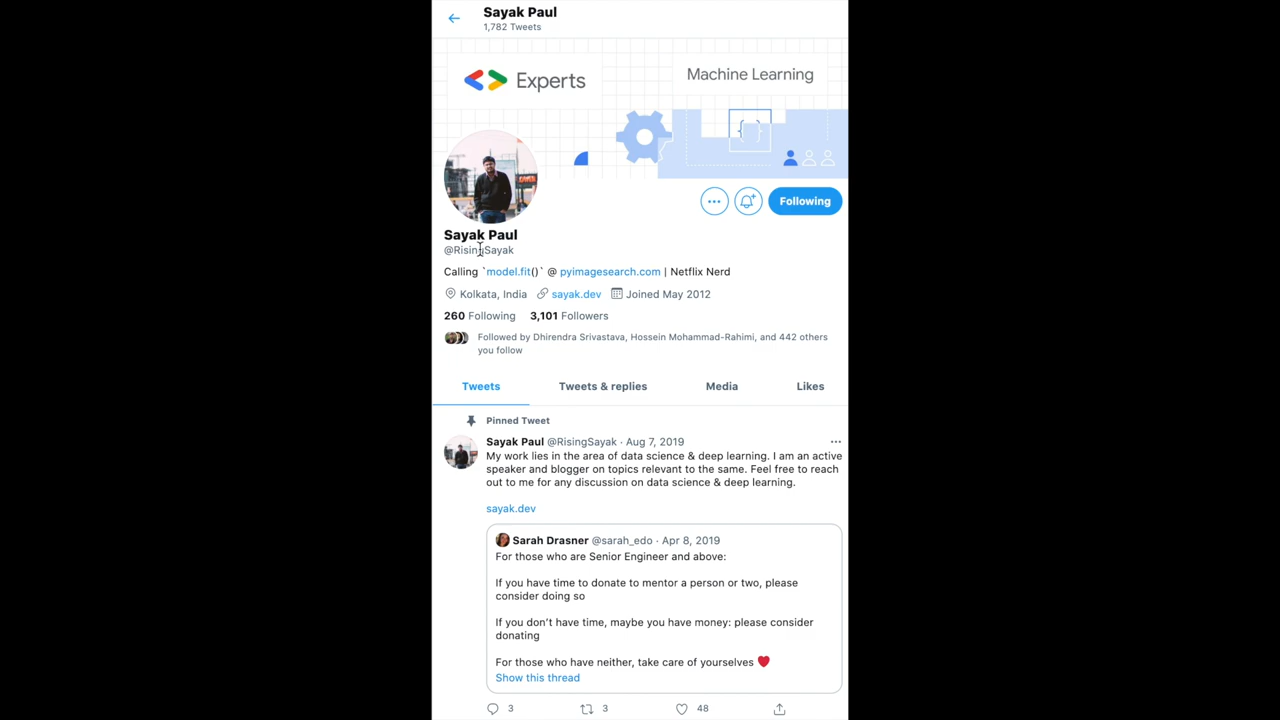 Sayak Paul
1,782 Tweets
Experts
Machine Learning
Following
Sayak Paul
@RisingSayak
Calling `model.fit()` @ pyimagesearch.com | Netflix Nerd
Kolkata, India sayak.dev Joined May 2012
260 Following 3,101 Followers
Followed by Dhirendra Srivastava, Hossein Mohammad-Rahimi, and 442 others
you follow
Tweets Tweets & replies Media Likes
Pinned Tweet
Sayak Paul @RisingSayak · Aug 7, 2019
My work lies in the area of data science & deep learning. I am an active
speaker and blogger on topics relevant to the same. Feel free to reach
out to me for any discussion on data science & deep learning.
sayak.dev
Sarah Drasner @sarah_edo · Apr 8, 2019
For those who are Senior Engineer and above:
If you have time to donate to mentor a person or two, please
consider doing so
If you don't have time, maybe you have money: please consider
donating
For those who have neither, take care of yourselves ❤️
Show this thread
3 3 48